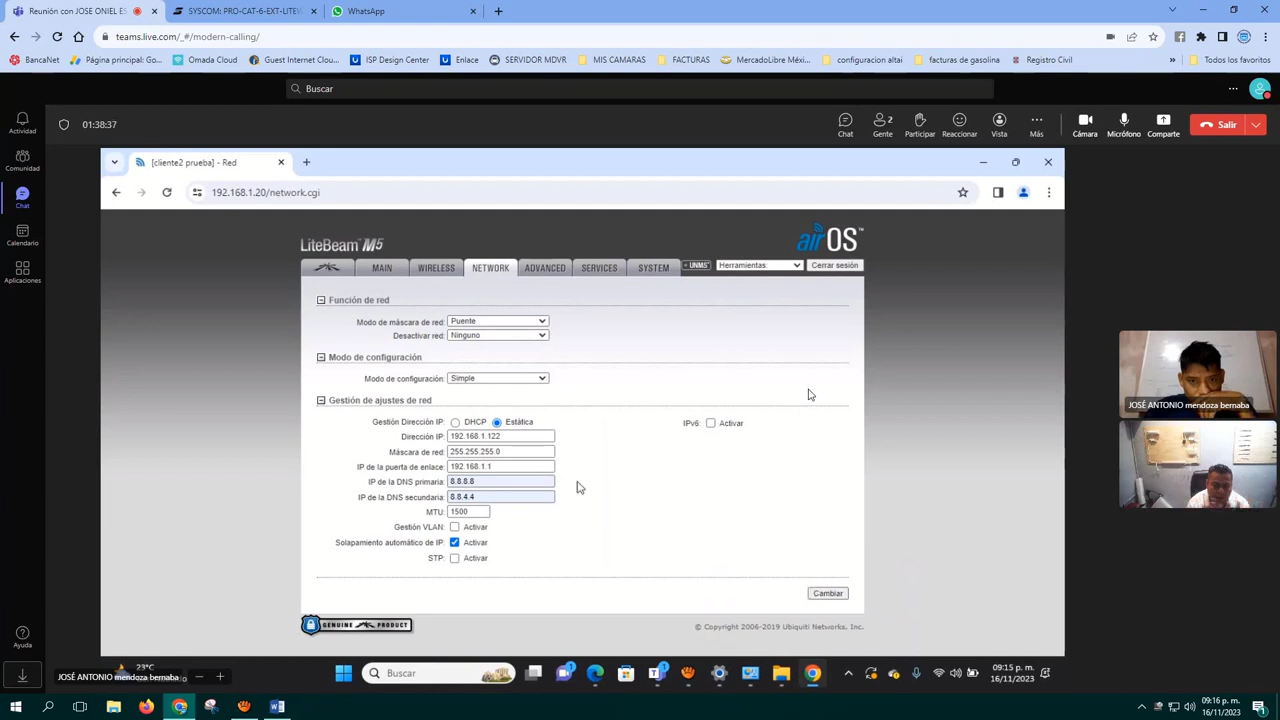 Reunión con JOSE ONIEL ES
SYSCOM: PRO-CAT-6-EXT-LITEW
WhatsApp
teams.live.com/_#/modern-calling/
BancaNet
Página principal: Go...
Omada Cloud
Guest Internet Clou...
ISP Design Center
Enlace
SERVIDOR MDVR
MIS CAMARAS
FACTURAS
MercadoLibre Méxi...
configuracion altai
facturas de gasolina
Registro Civil
»
Todos los favoritos
Buscar
01:38:37
Actividad
Comunidad
Chat
Calendario
Aplicaciones
Ayuda
Chat
2
Gente
Participar
Reaccionar
Vista
Más
Cámara
Micrófono
Comparte
Salir
[cliente2 prueba] - Red
192.168.1.20/network.cgi
LiteBeam M5
airOS™
MAIN
WIRELESS
NETWORK
ADVANCED
SERVICES
SYSTEM
UNMS
Herramientas:
Cerrar sesión
Función de red
Modo de máscara de red: Puente
Desactivar red: Ninguno
Modo de configuración
Modo de configuración: Simple
Gestión de ajustes de red
Gestión Dirección IP: DHCP Estática
IPv6: Activar
Dirección IP: 192.168.1.122
Máscara de red: 255.255.255.0
IP de la puerta de enlace: 192.168.1.1
IP de la DNS primaria: 8.8.8.8
IP de la DNS secundaria: 8.8.4.4
MTU: 1500
Gestión VLAN: Activar
Solapamiento automático de IP: Activar
STP: Activar
Cambiar
GENUINE PRODUCT
© Copyright 2006-2019 Ubiquiti Networks, Inc.
JOSÉ ANTONIO mendoza bernaba
23°C
JOSÉ ANTONIO mendoza bernaba
Buscar
09:15 p. m.
16/11/2023
09:16 p. m.
16/11/2023